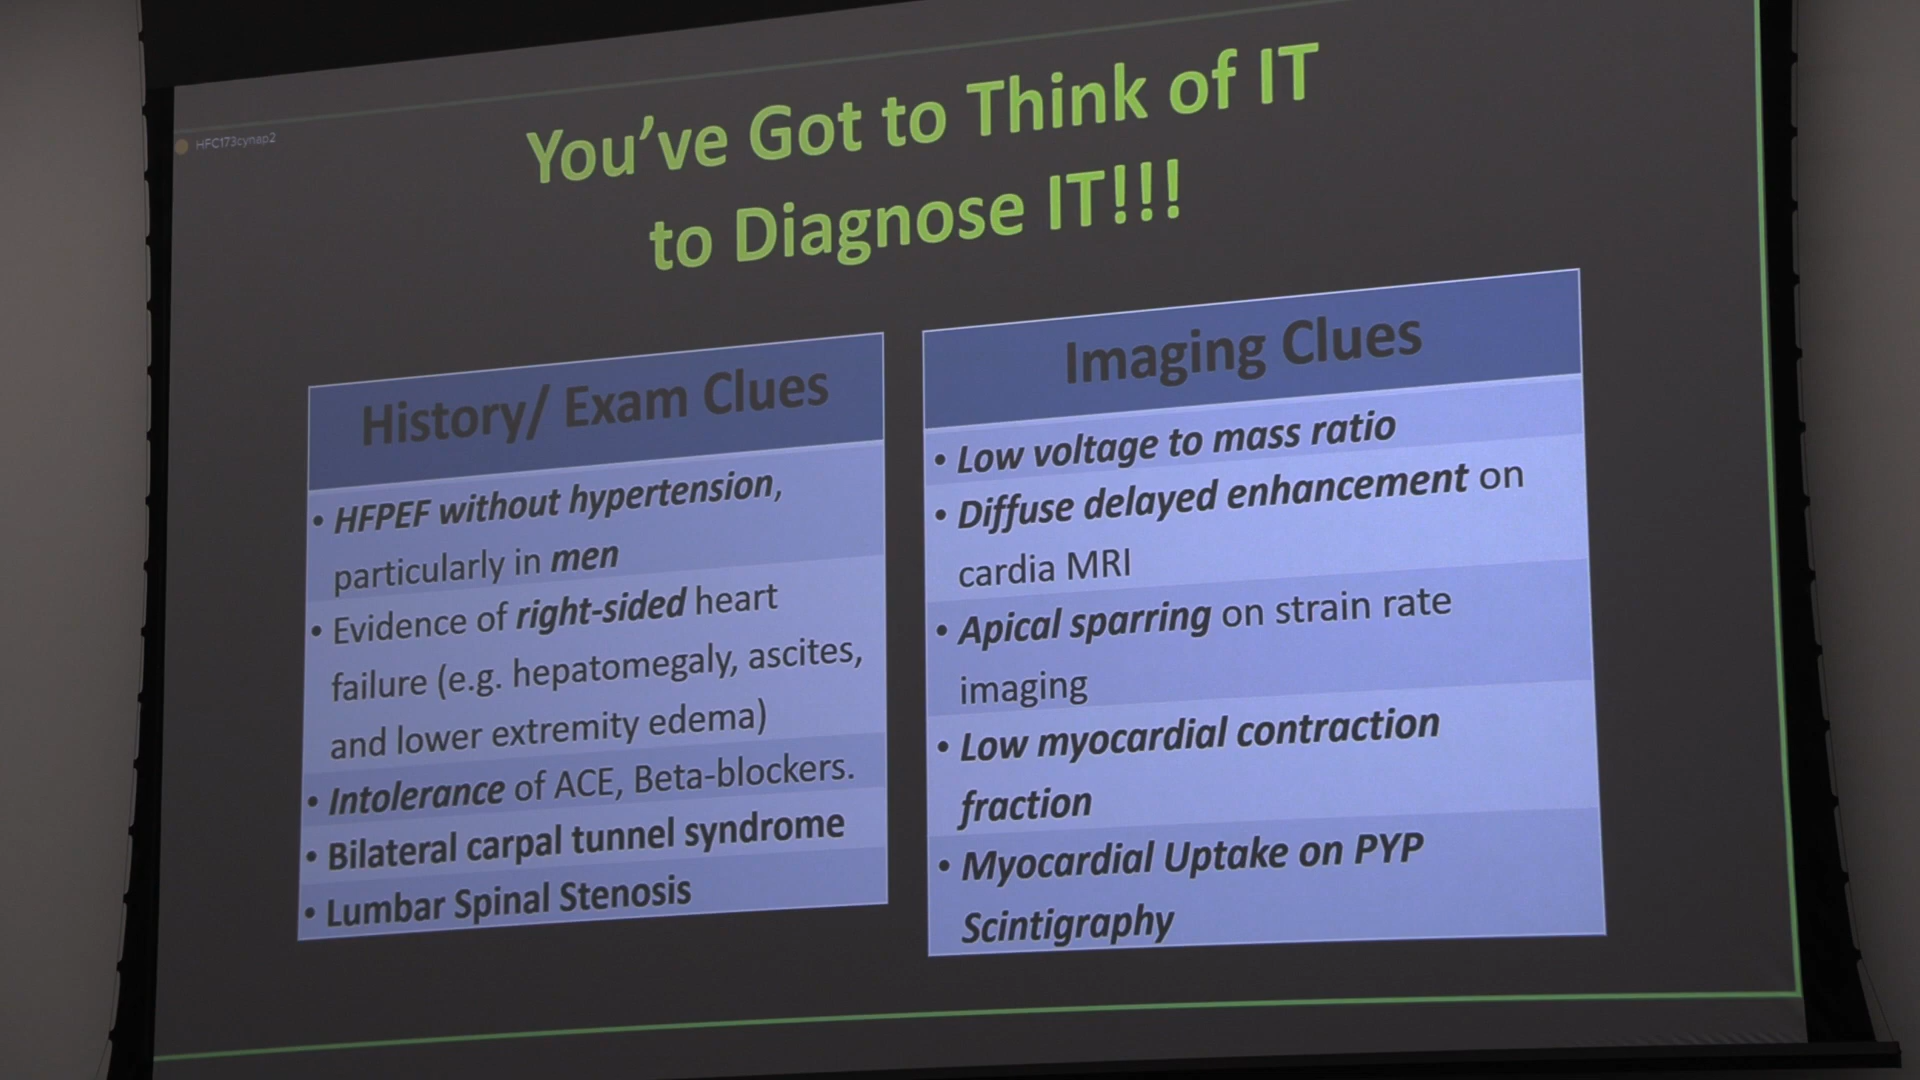 HFC173cynap2
You've Got to Think of IT
to Diagnose IT!!!
History/ Exam Clues
• HFPEF without hypertension,
particularly in men
• Evidence of right-sided heart
failure (e.g. hepatomegaly, ascites,
and lower extremity edema)
• Intolerance of ACE, Beta-blockers.
• Bilateral carpal tunnel syndrome
• Lumbar Spinal Stenosis
Imaging Clues
• Low voltage to mass ratio
• Diffuse delayed enhancement on
cardia MRI
• Apical sparring on strain rate
imaging
• Low myocardial contraction
fraction
• Myocardial Uptake on PYP
Scintigraphy